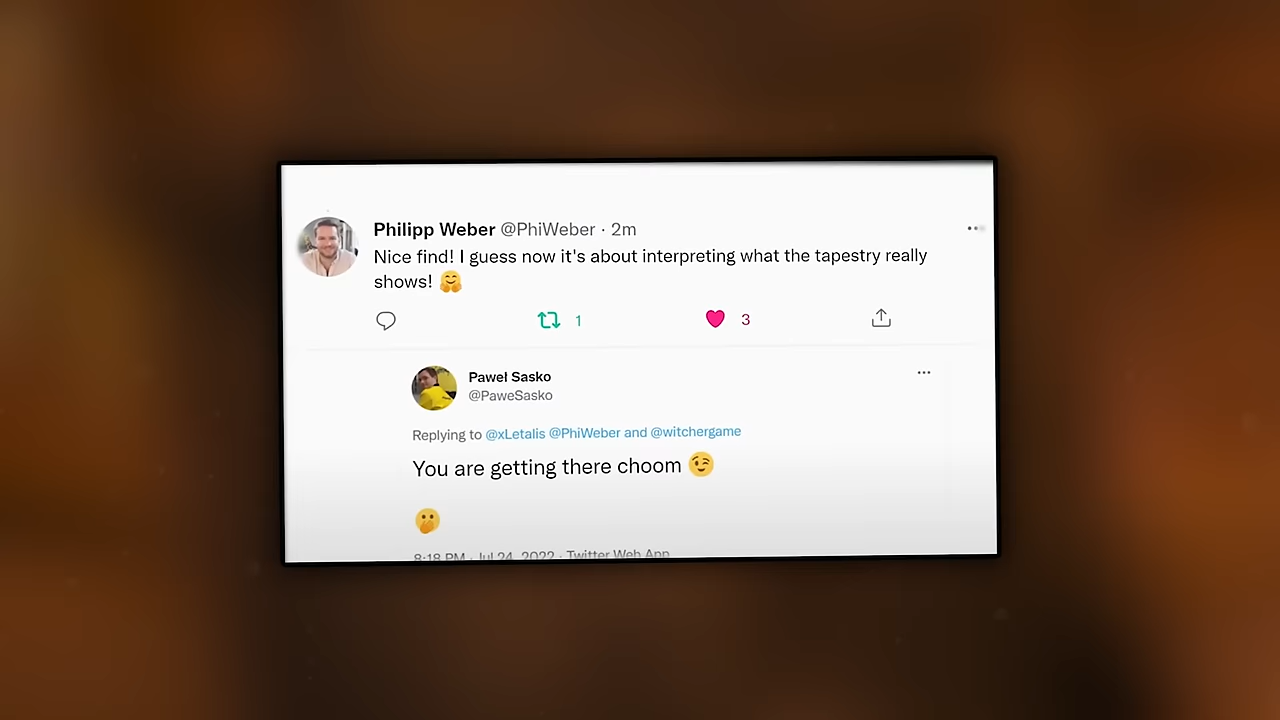 Philipp Weber @PhiWeber · 2m
Nice find! I guess now it's about interpreting what the tapestry really
shows! 🤗
1
3
Paweł Sasko
@PaweSasko
Replying to @xLetalis @PhiWeber and @witchergame
You are getting there choom 😉
🫢
8:18 PM · Jul 24, 2022 · Twitter Web App